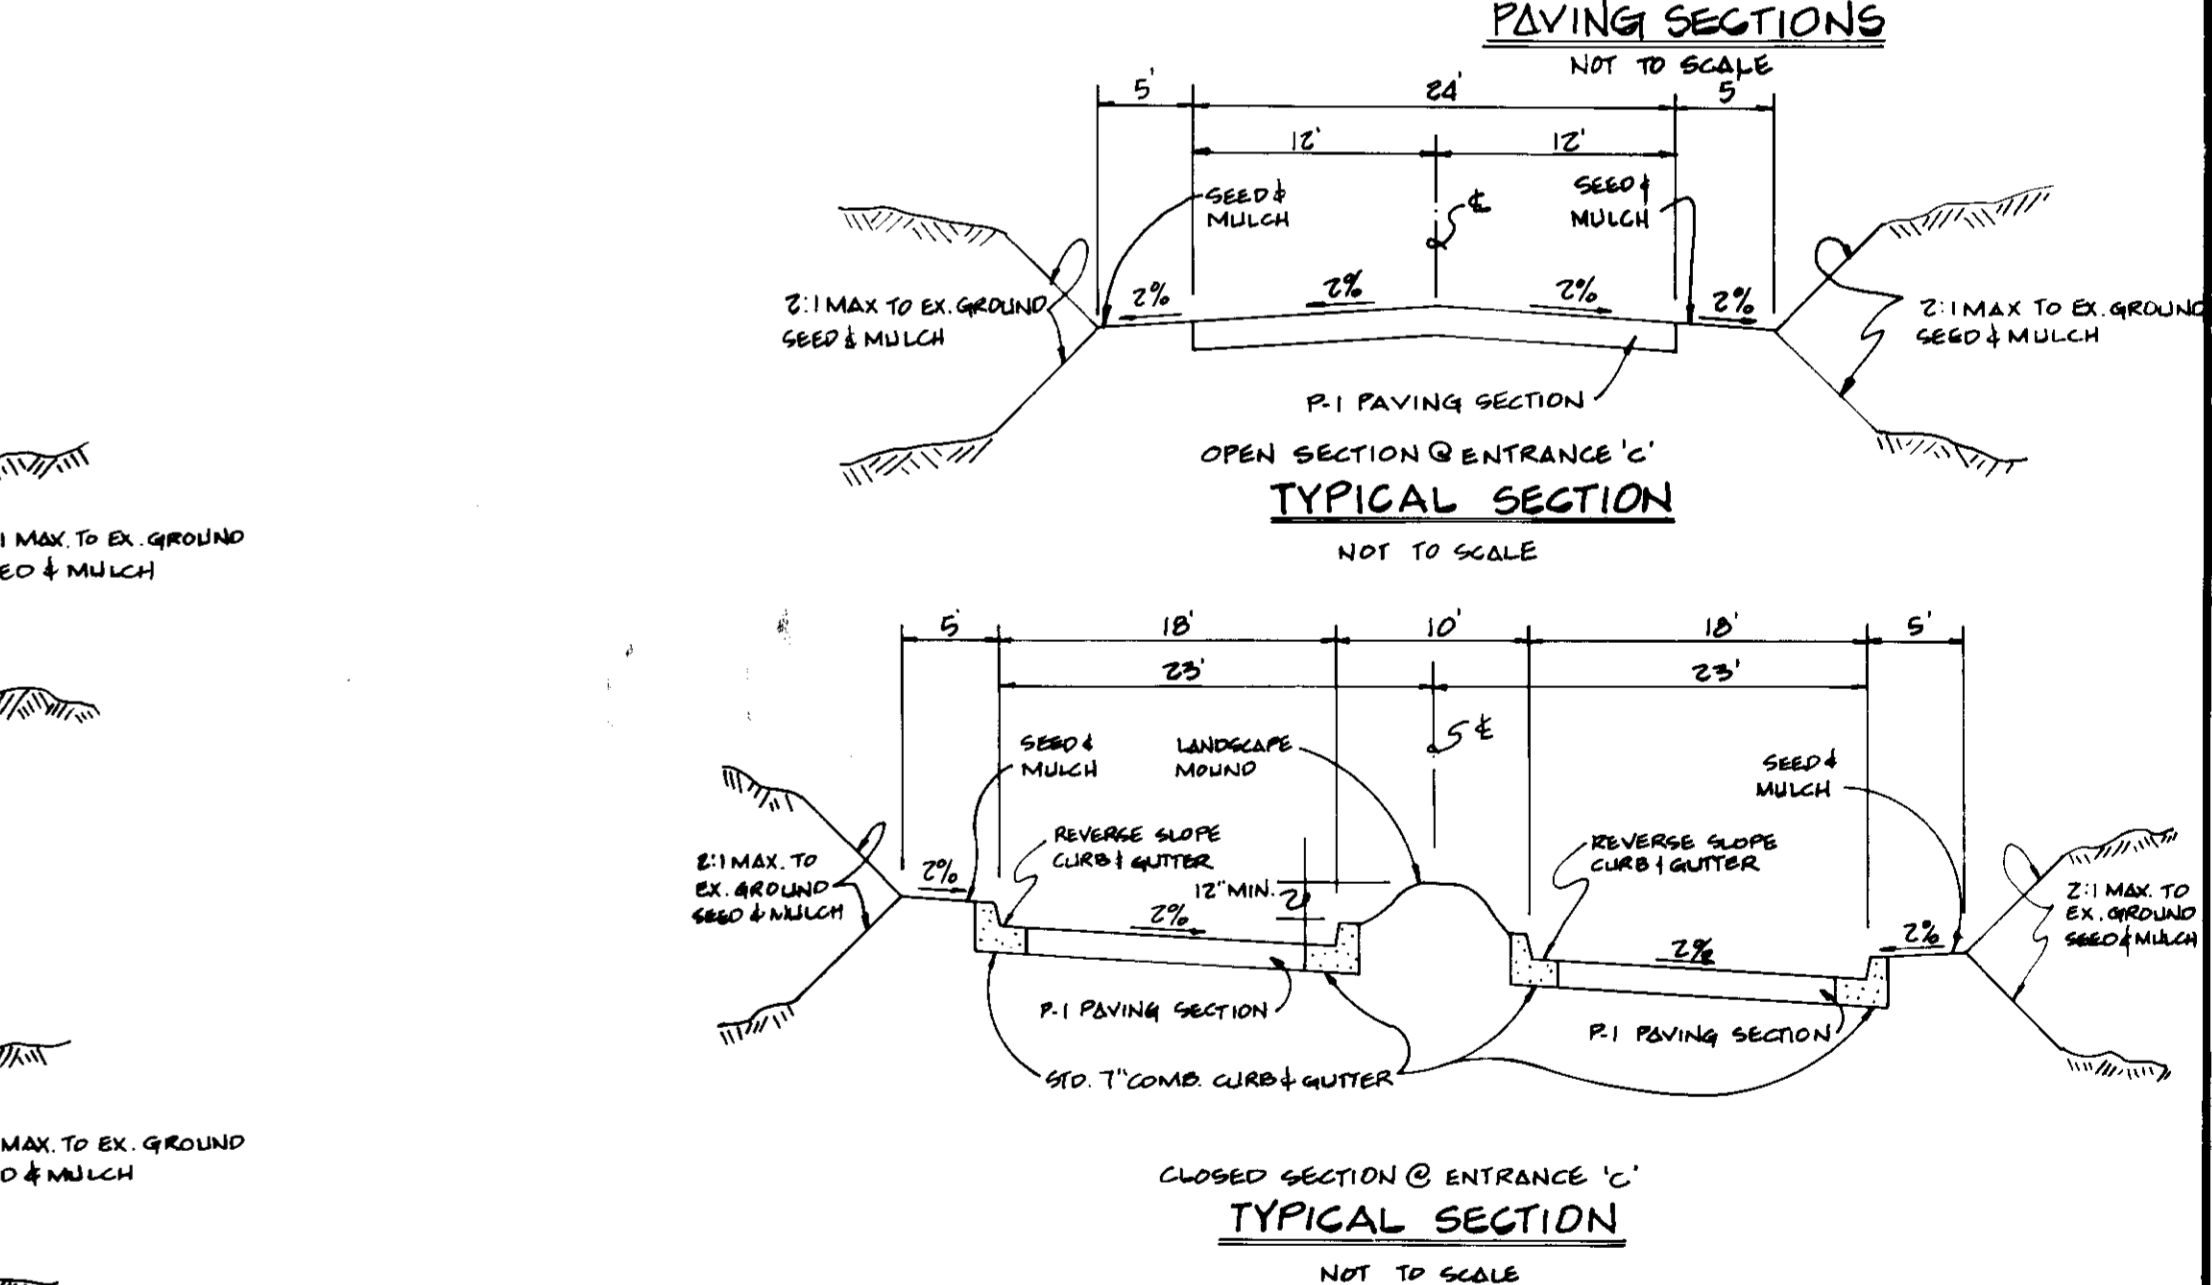 PAVING SECTIONS
NOT TO SCALE
5'
24'
5'
12'
12'
SEED &
MULCH
SEED &
MULCH
℄
2%
2%
2%
2%
2:1 MAX TO EX. GROUND
SEED & MULCH
2:1 MAX TO EX. GROUND
SEED & MULCH
P-1 PAVING SECTION
OPEN SECTION @ ENTRANCE 'C'
TYPICAL SECTION
NOT TO SCALE
1 MAX. TO EX. GROUND
ED & MULCH
5'
18'
10'
18'
5'
23'
23'
℄
SEED &
MULCH
LANDSCAPE
MOUND
SEED &
MULCH
REVERSE SLOPE
CURB & GUTTER
REVERSE SLOPE
CURB & GUTTER
2:1 MAX. TO
EX. GROUND
SEED & MULCH
2%
12" MIN.
2%
2%
2%
2:1 MAX. TO
EX. GROUND
SEED & MULCH
P-1 PAVING SECTION
P-1 PAVING SECTION
STD. 7" COMB. CURB & GUTTER
MAX. TO EX. GROUND
D & MULCH
CLOSED SECTION @ ENTRANCE 'C'
TYPICAL SECTION
NOT TO SCALE